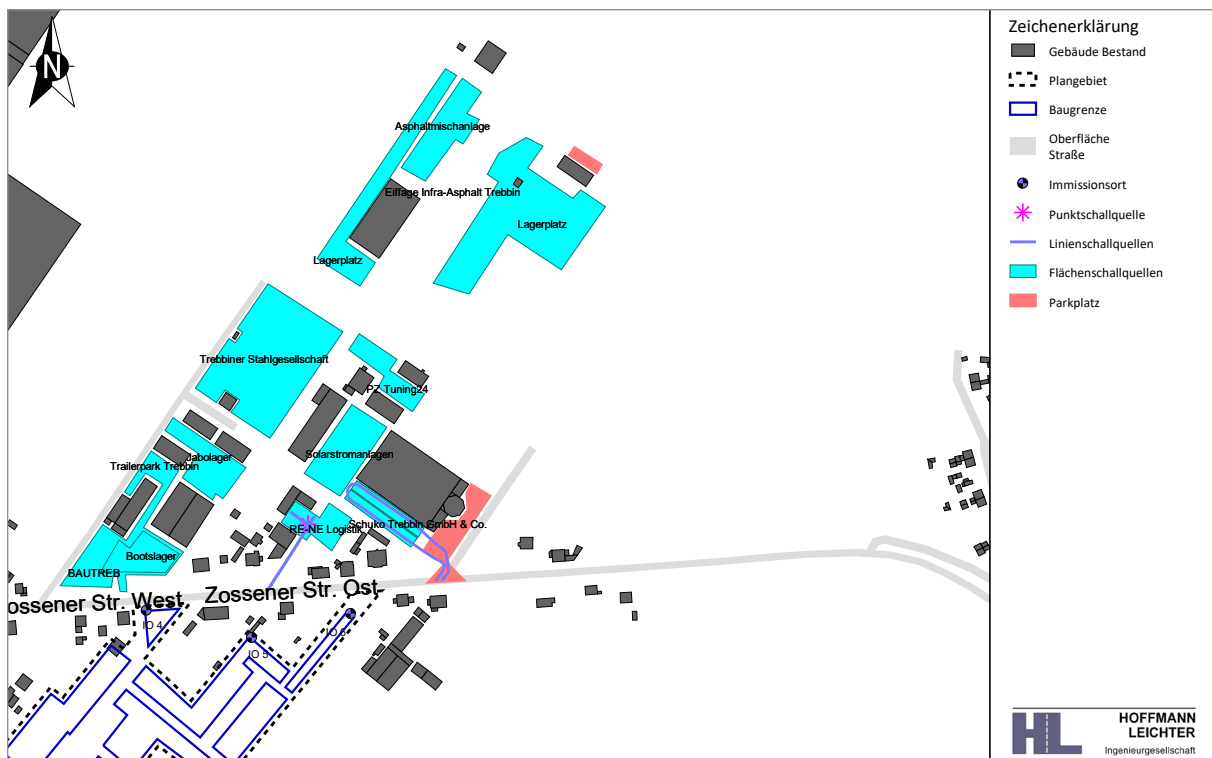 N
Asphaltmischanlage
Eiffage Infra-Asphalt Trebbin
Lagerplatz
Lagerplatz
Trebbiner Stahlgesellschaft
PZ Tuning24
Jabolager
Solarstromanlagen
Trailerpark Trebbin
RE-NE Logistik
Schuko Trebbin GmbH & Co.
Bootslager
BAUTREB
ossener Str. West
Zossener Str. Ost
IO 4
IO 5
IO 6
Zeichenerklärung
Gebäude Bestand
Plangebiet
Baugrenze
Oberfläche
Straße
Immissionsort
Punktschallquelle
Linienschallquellen
Flächenschallquellen
Parkplatz
HL
HOFFMANN
LEICHTER
Ingenieurgesellschaft